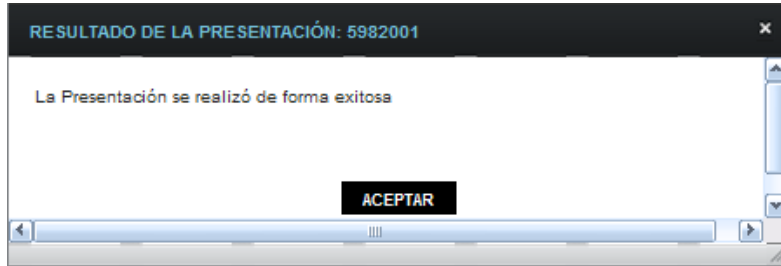 RESULTADO DE LA PRESENTACIÓN: 5982001
La Presentación se realizó de forma exitosa
ACEPTAR